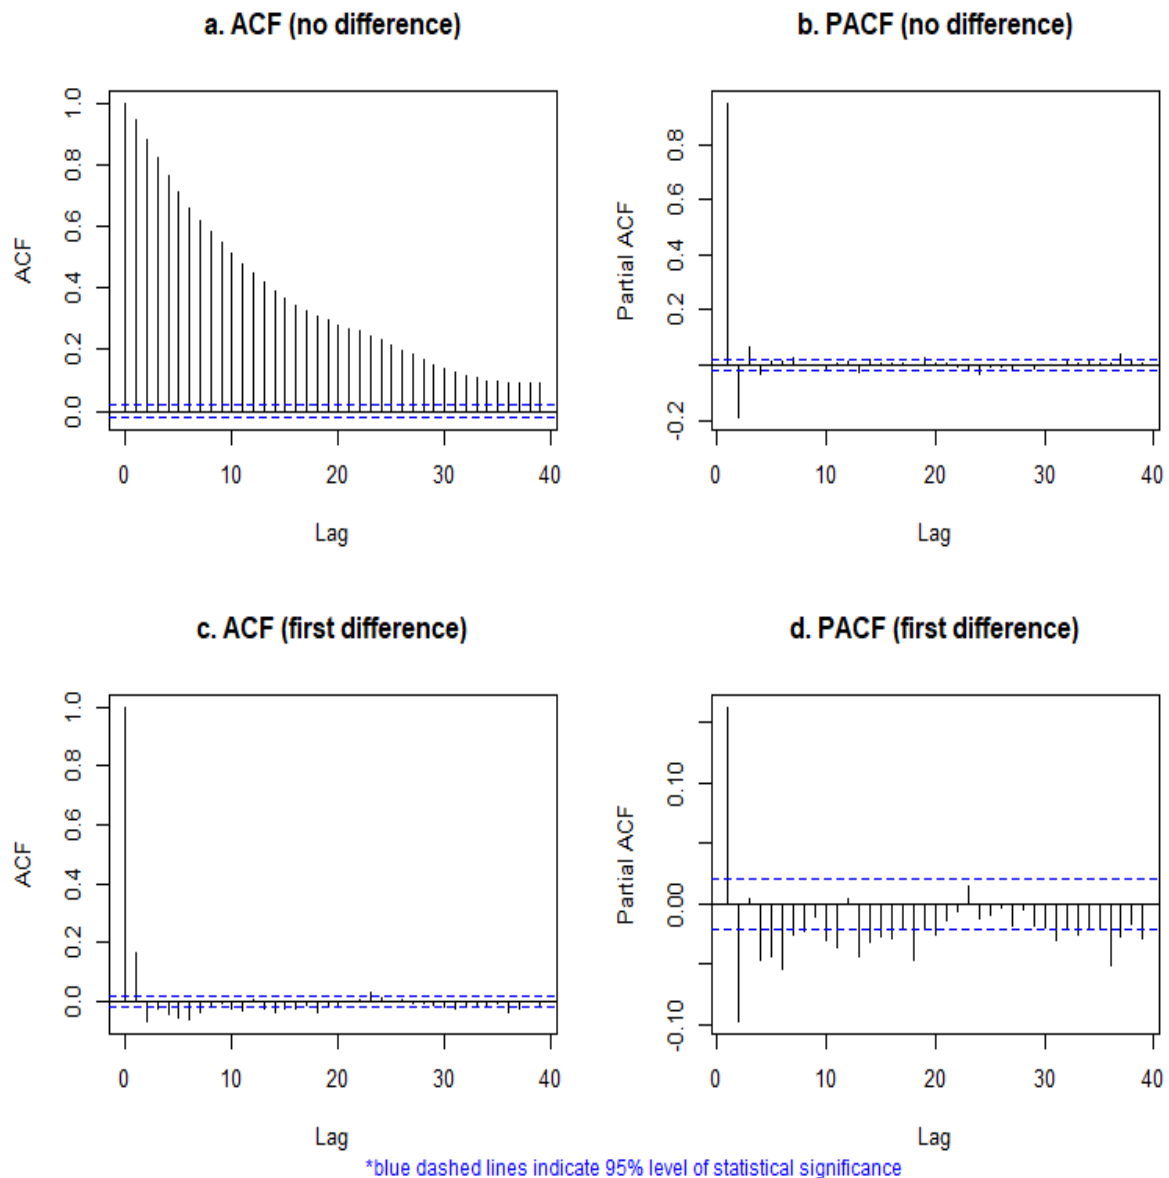 a. ACF (no difference)
b. PACF (no difference)
ACF
1.0
0.8
0.6
0.4
0.2
0.0
0 10 20 30 40
Lag
Partial ACF
0.8
0.6
0.4
0.2
-0.2
0 10 20 30 40
Lag
c. ACF (first difference)
d. PACF (first difference)
ACF
1.0
0.8
0.6
0.4
0.2
0.0
0 10 20 30 40
Lag
Partial ACF
0.10
0.00
-0.10
0 10 20 30 40
Lag
*blue dashed lines indicate 95% level of statistical significance